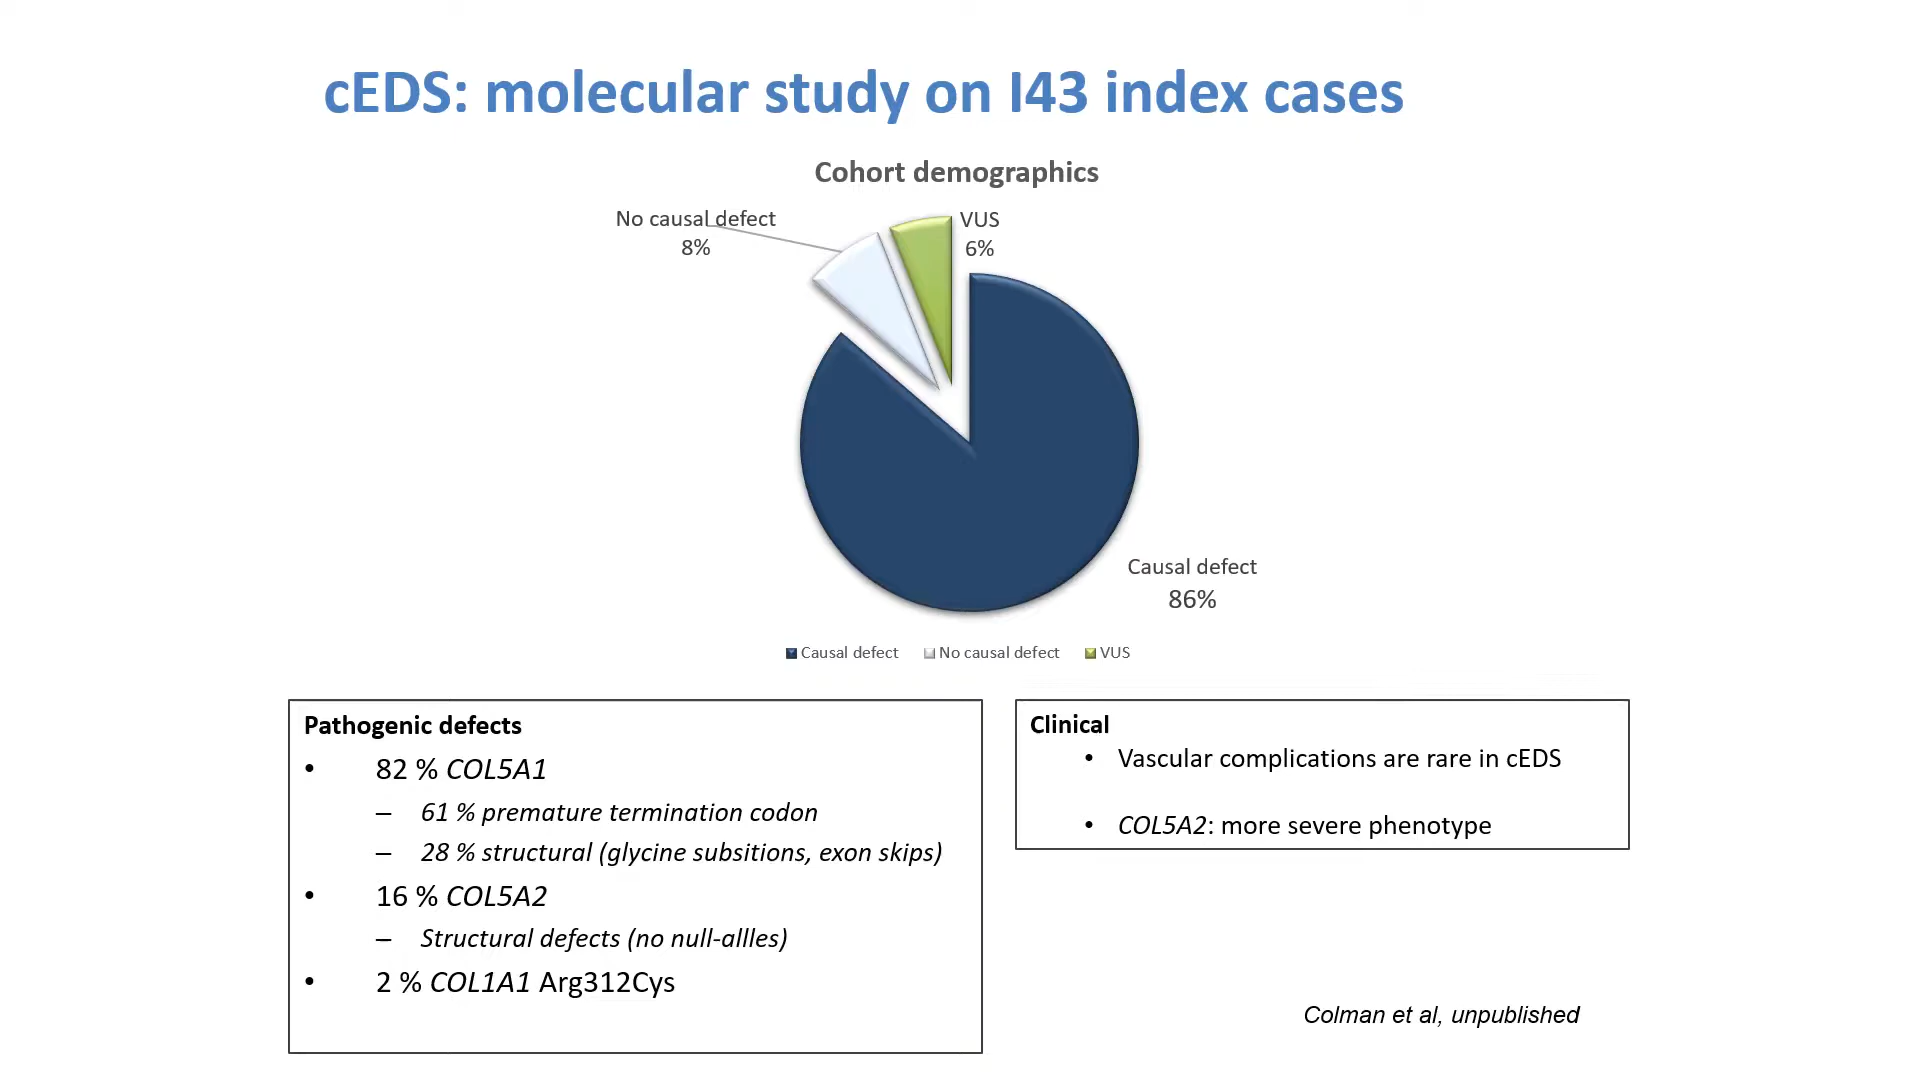 cEDS: molecular study on I43 index cases
Cohort demographics
No causal defect
8%
VUS
6%
Causal defect
86%
Causal defect
No causal defect
VUS
Pathogenic defects
• 82 % COL5A1
– 61 % premature termination codon
– 28 % structural (glycine subsitions, exon skips)
• 16 % COL5A2
– Structural defects (no null-allles)
• 2 % COL1A1 Arg312Cys
Clinical
• Vascular complications are rare in cEDS
• COL5A2: more severe phenotype
Colman et al, unpublished